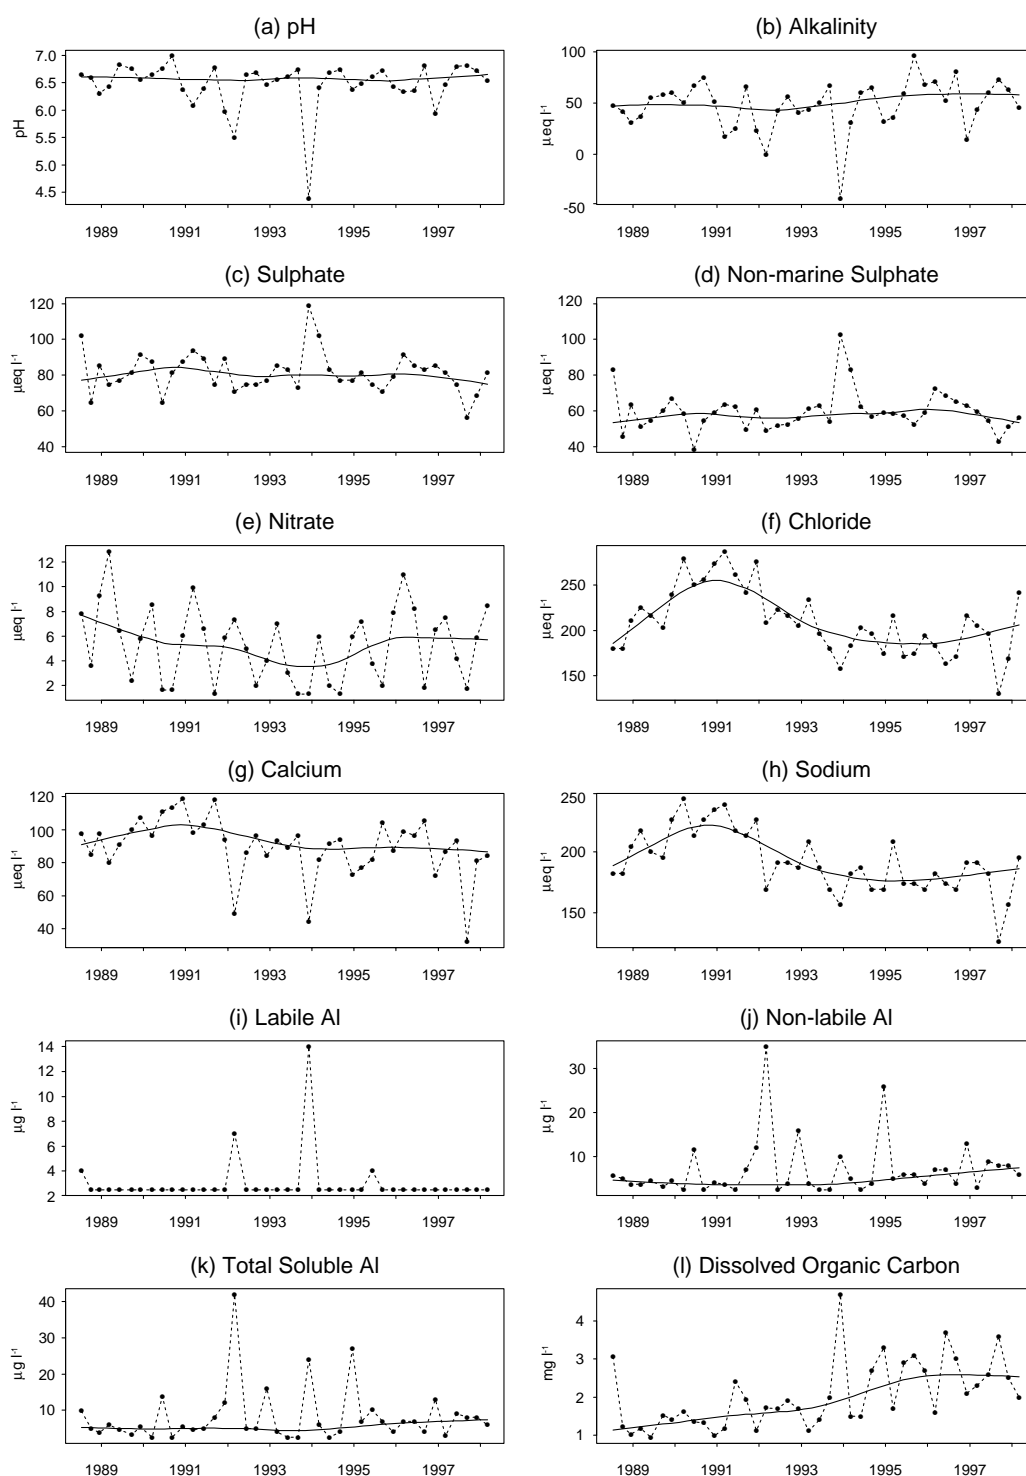 (a) pH
7.0
6.5
6.0
5.5
5.0
4.5
pH
1989 1991 1993 1995 1997
(b) Alkalinity
100
50
0
-50
µeq l-1
1989 1991 1993 1995 1997
(c) Sulphate
120
100
80
60
40
µeq l-1
1989 1991 1993 1995 1997
(d) Non-marine Sulphate
120
100
80
60
40
µeq l-1
1989 1991 1993 1995 1997
(e) Nitrate
12
10
8
6
4
2
µeq l-1
1989 1991 1993 1995 1997
(f) Chloride
250
200
150
µeq l-1
1989 1991 1993 1995 1997
(g) Calcium
120
100
80
60
40
µeq l-1
1989 1991 1993 1995 1997
(h) Sodium
250
200
150
µeq l-1
1989 1991 1993 1995 1997
(i) Labile Al
14
12
10
8
6
4
2
µg l-1
1989 1991 1993 1995 1997
(j) Non-labile Al
30
20
10
µg l-1
1989 1991 1993 1995 1997
(k) Total Soluble Al
40
30
20
10
µg l-1
1989 1991 1993 1995 1997
(l) Dissolved Organic Carbon
4
3
2
1
mg l-1
1989 1991 1993 1995 1997